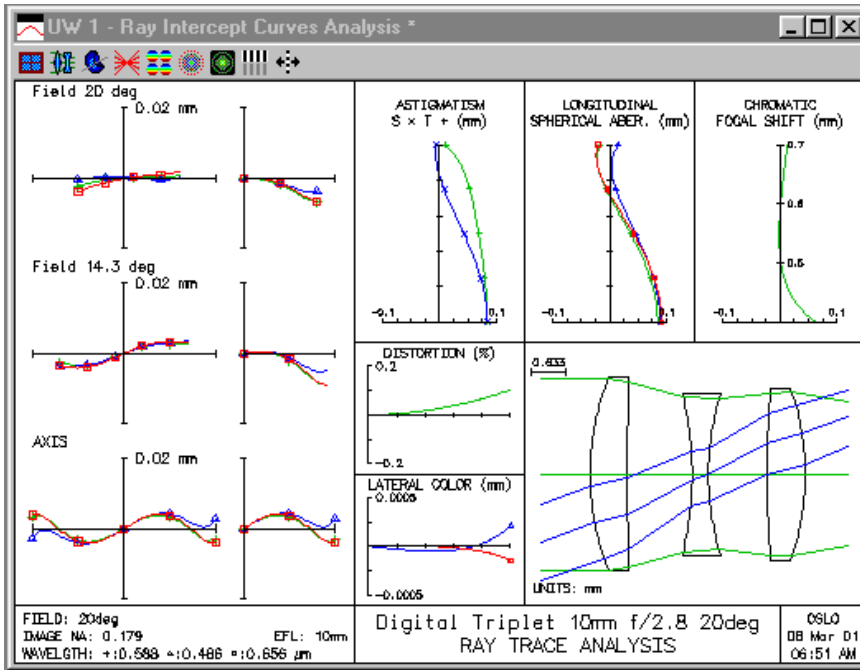 UW 1 - Ray Intercept Curves Analysis *
Field 20 deg
0.02 mm
Field 14.3 deg
0.02 mm
AXIS
0.02 mm
ASTIGMATISM
S × T + (mm)
-0.1
0.1
LONGITUDINAL
SPHERICAL ABER. (mm)
-0.1
0.1
CHROMATIC
FOCAL SHIFT (mm)
0.7
0.6
0.5
-0.1
0.1
DISTORTION (%)
0.2
-0.2
LATERAL COLOR (mm)
0.0005
-0.0005
0.633
UNITS: mm
FIELD: 20deg
IMAGE NA: 0.179 EFL: 10mm
WAVELGTH: +:0.588 ▵:0.486 ▫:0.656 µm
Digital Triplet 10mm f/2.8 20deg
RAY TRACE ANALYSIS
OSLO
08 Mar 01
06:51 AM